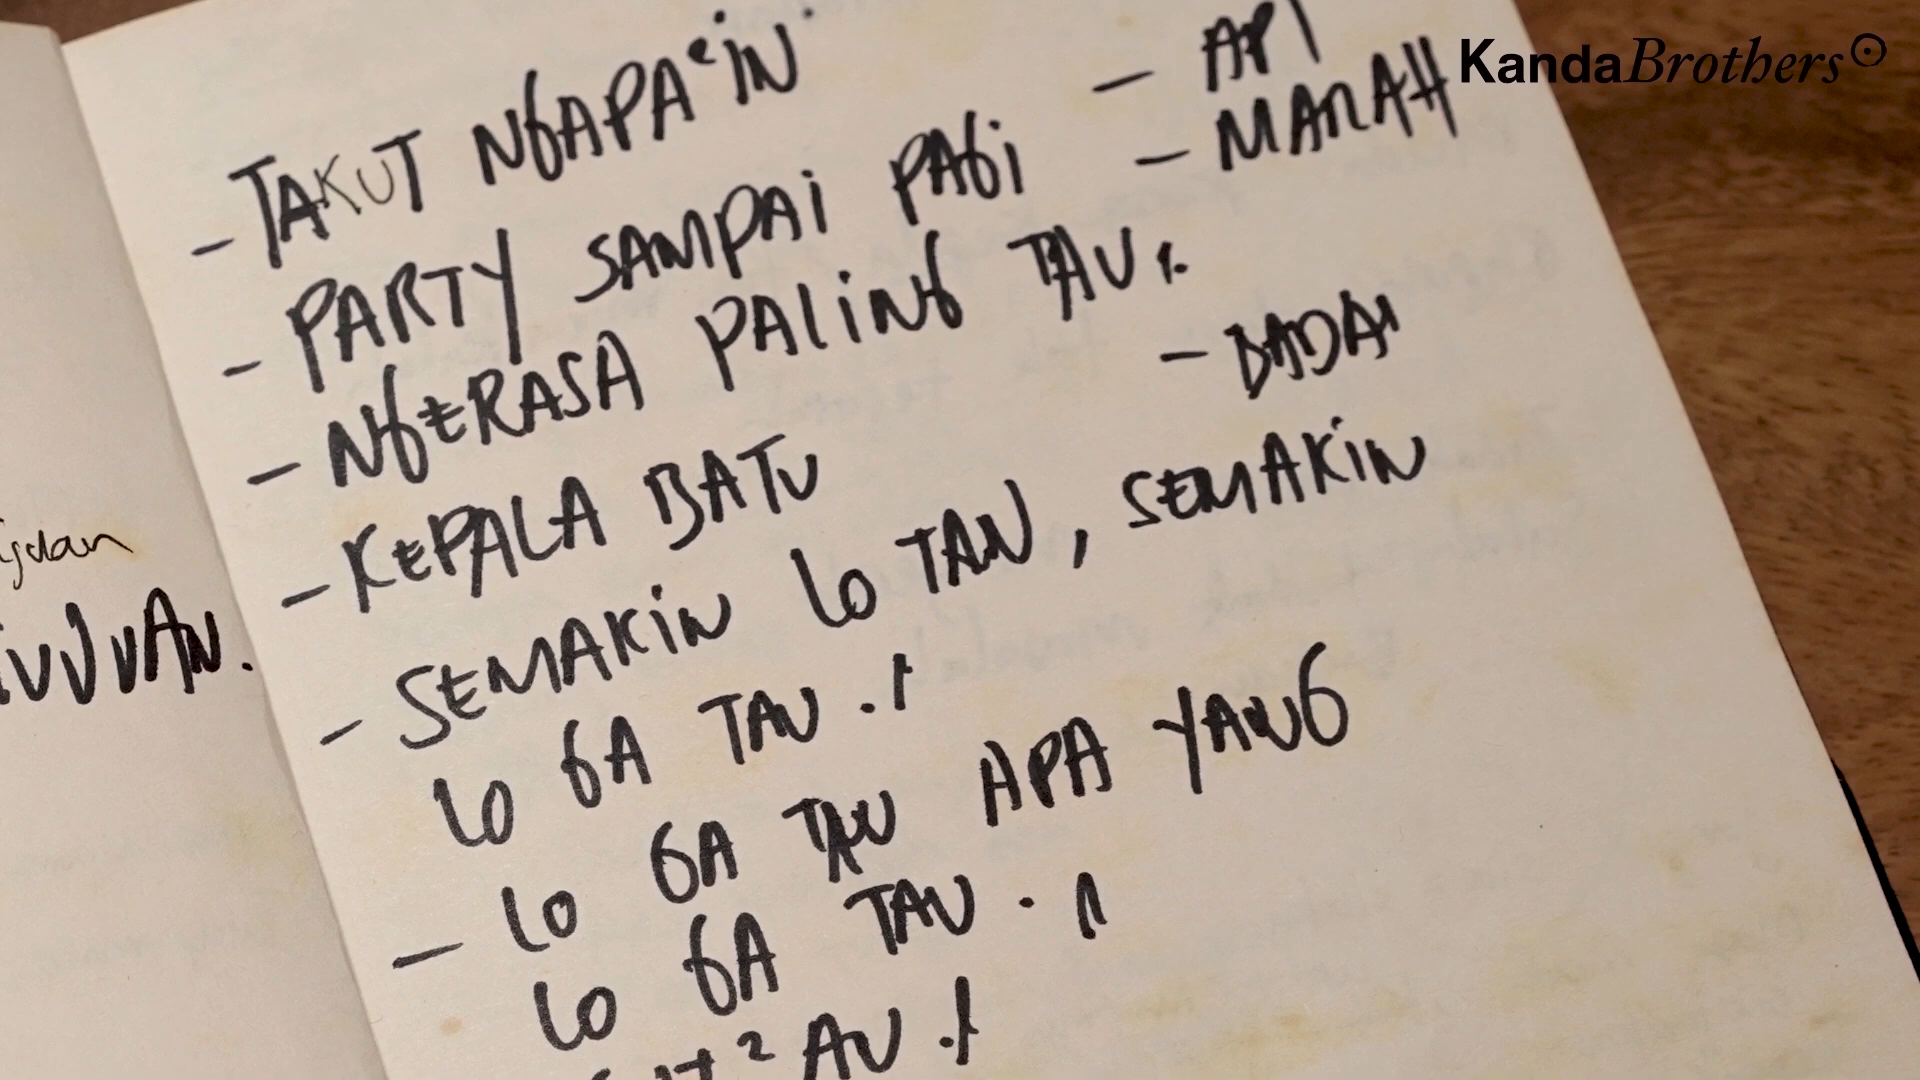 KandaBrothers
- TAKUT NGAPA'IN
- PARTY SAMPAI PAGI
- NGERASA PALING TAU.
- KEPALA BATU
- SEMAKIN LO TAU, SEMAKIN
LO GA TAU.!
- LO GA TAU APA YANG
LO GA TAU.
- API
- MARAH
- BADAI